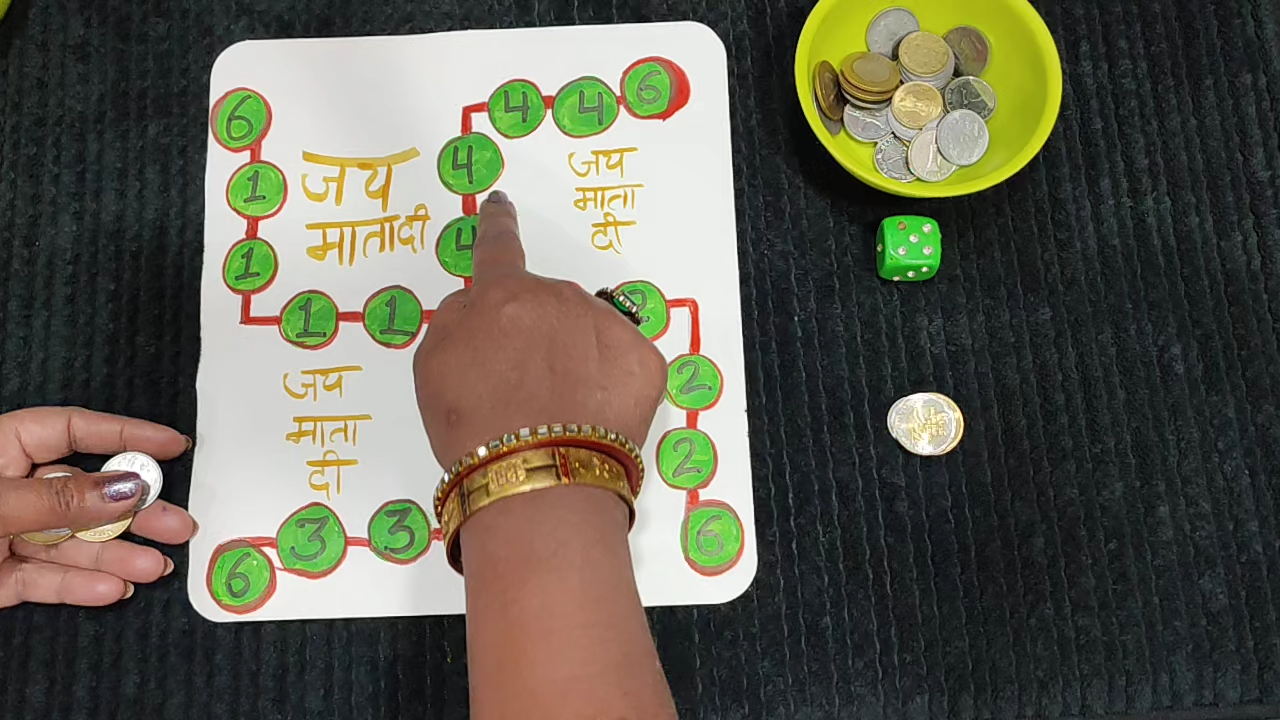 6 4 4 6
1 4
जय
माता दी
जय
माता
दी
1 4
1 1 2
2
जय
माता
दी
2
3 3
6 6